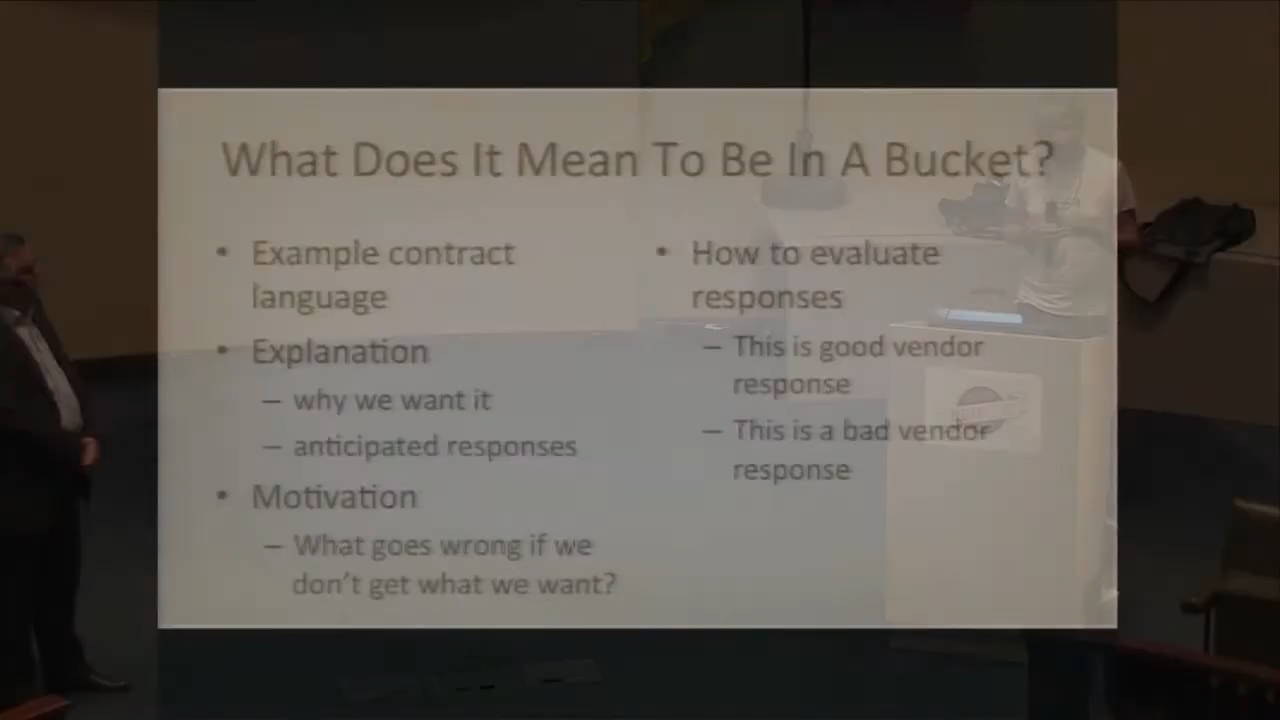 What Does It Mean To Be In A Bucket?
• Example contract
language
• Explanation
– why we want it
– anticipated responses
• Motivation
– What goes wrong if we
don't get what we want?
• How to evaluate
responses
– This is good vendor
response
– This is a bad vendor
response